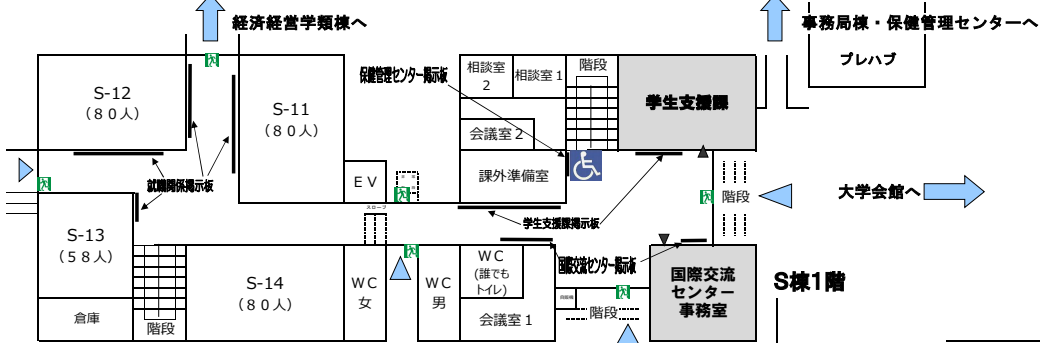 経済経営学類棟へ
事務局棟・保健管理センターへ
プレハブ
保健管理センター掲示板
相談室
2
相談室1
階段
学生支援課
S-12
(80人)
S-11
(80人)
会議室2
EV
課外準備室
就職関係掲示板
階段
大学会館へ
スロープ
学生支援課掲示板
S-13
(58人)
S-14
(80人)
WC
女
WC
男
WC
(誰でも
トイレ)
国際交流センター掲示板
国際交流
センター
事務室
S棟1階
倉庫
階段
会議室1
階段